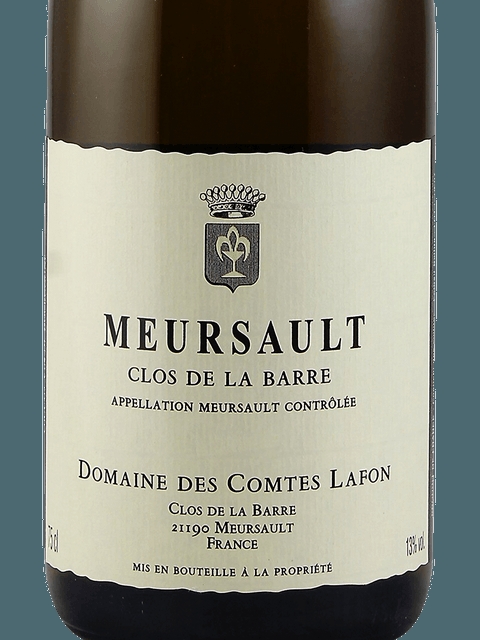 MEURSAULT
CLOS DE LA BARRE
APPELLATION MEURSAULT CONTRÔLÉE
DOMAINE DES COMTES LAFON
CLOS DE LA BARRE
21190 MEURSAULT
FRANCE
75 cl
13% vol.
MIS EN BOUTEILLE À LA PROPRIÉTÉ